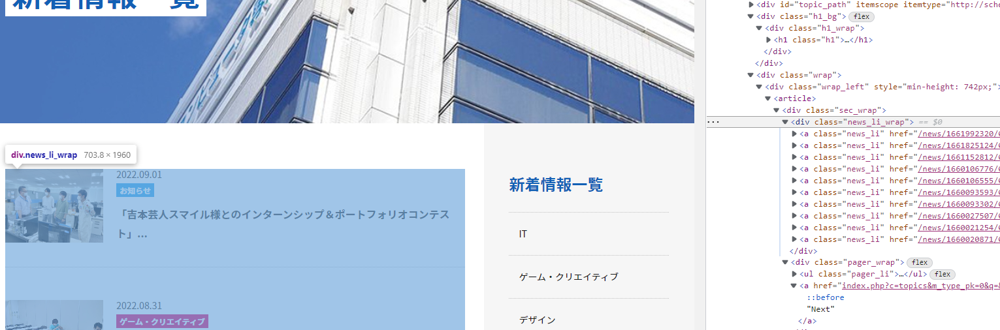 新着情報一覧
div.news_li_wrap 703.8 × 1960
2022.09.01
お知らせ
「吉本芸人スマイル様とのインターンシップ＆ポートフォリオコンテス
ト」...
2022.08.31
ゲーム・クリエイティブ
新着情報一覧
IT
ゲーム・クリエイティブ
デザイン
<div id="topic_path" itemscope itemtype="http://sche
<div class="h1_bg"> flex
<div class="h1_wrap">
<h1 class="h1">…</h1>
</div>
</div>
<div class="wrap">
<div class="wrap_left" style="min-height: 742px;">
<article>
<div class="sec_wrap">
... <div class="news_li_wrap"> == $0
<a class="news_li" href="/news/1661992320/
<a class="news_li" href="/news/1661825124/
<a class="news_li" href="/news/1661152812/
<a class="news_li" href="/news/1660106776/
<a class="news_li" href="/news/1660106555/
<a class="news_li" href="/news/1660093593/
<a class="news_li" href="/news/1660093302/
<a class="news_li" href="/news/1660027507/
<a class="news_li" href="/news/1660021254/
<a class="news_li" href="/news/1660020871/
</div>
<div class="pager_wrap"> flex
<ul class="pager_li">…</ul> flex
<a href="index.php?c=topics&m_type_pk=0&q=&
::before
"Next"
</a>